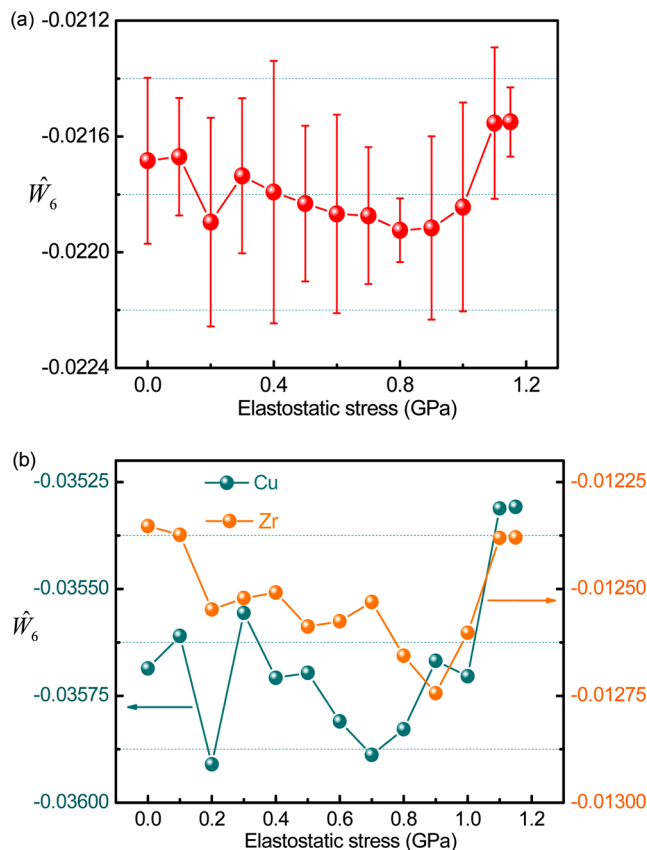 (a)
-0.0212
-0.0216
-0.0220
-0.0224
Ŵ6
0.0 0.4 0.8 1.2
Elastostatic stress (GPa)
(b)
-0.03525
-0.03550
-0.03575
-0.03600
Ŵ6
Cu
Zr
-0.01225
-0.01250
-0.01275
-0.01300
0.0 0.2 0.4 0.6 0.8 1.0 1.2
Elastostatic stress (GPa)